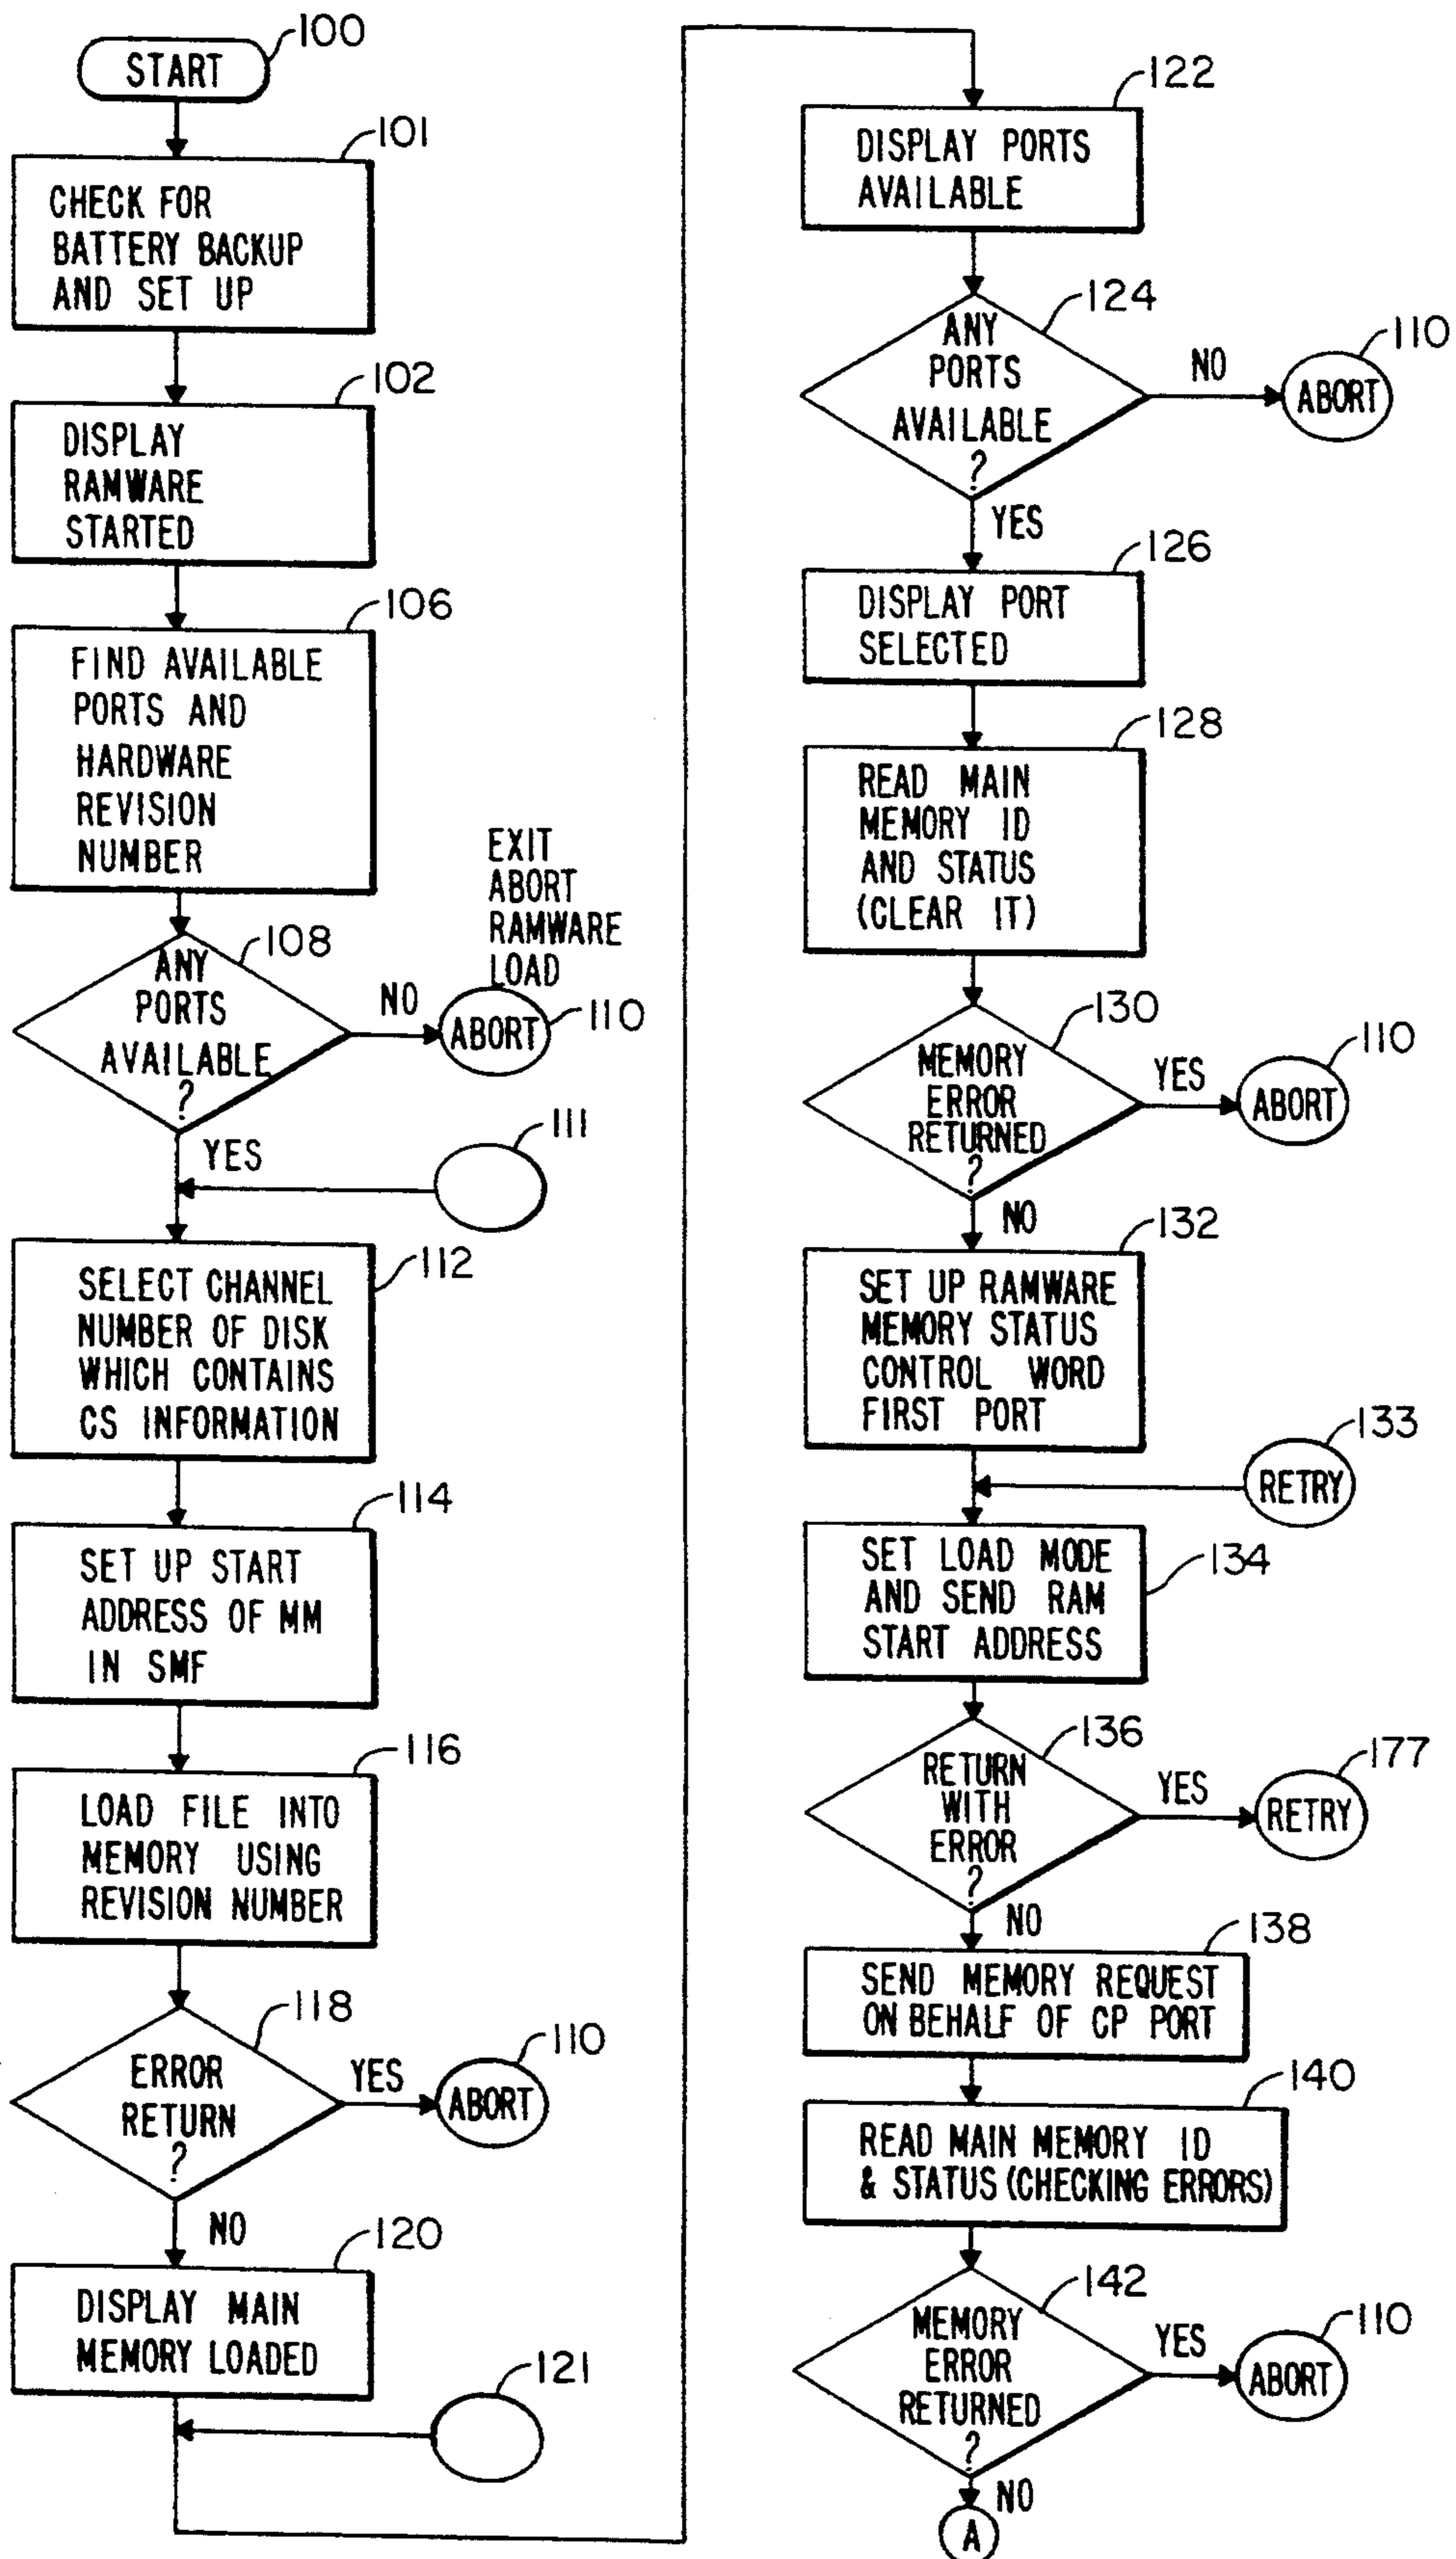 100
START
101
CHECK FOR
BATTERY BACKUP
AND SET UP
102
DISPLAY
RAMWARE
STARTED
106
FIND AVAILABLE
PORTS AND
HARDWARE
REVISION
NUMBER
108
ANY
PORTS
AVAILABLE
?
NO
EXIT
ABORT
RAMWARE
LOAD
ABORT
110
YES
111
112
SELECT CHANNEL
NUMBER OF DISK
WHICH CONTAINS
CS INFORMATION
114
SET UP START
ADDRESS OF MM
IN SMF
116
LOAD FILE INTO
MEMORY USING
REVISION NUMBER
118
ERROR
RETURN
?
YES
110
ABORT
NO
120
DISPLAY MAIN
MEMORY LOADED
121
122
DISPLAY PORTS
AVAILABLE
124
ANY
PORTS
AVAILABLE
?
NO
110
ABORT
YES
126
DISPLAY PORT
SELECTED
128
READ MAIN
MEMORY ID
AND STATUS
(CLEAR IT)
130
MEMORY
ERROR
RETURNED
?
YES
110
ABORT
NO
132
SET UP RAMWARE
MEMORY STATUS
CONTROL WORD
FIRST PORT
133
RETRY
134
SET LOAD MODE
AND SEND RAM
START ADDRESS
136
RETURN
WITH
ERROR
?
YES
177
RETRY
NO
138
SEND MEMORY REQUEST
ON BEHALF OF CP PORT
140
READ MAIN MEMORY ID
& STATUS (CHECKING ERRORS)
142
MEMORY
ERROR
RETURNED
?
YES
110
ABORT
NO
A